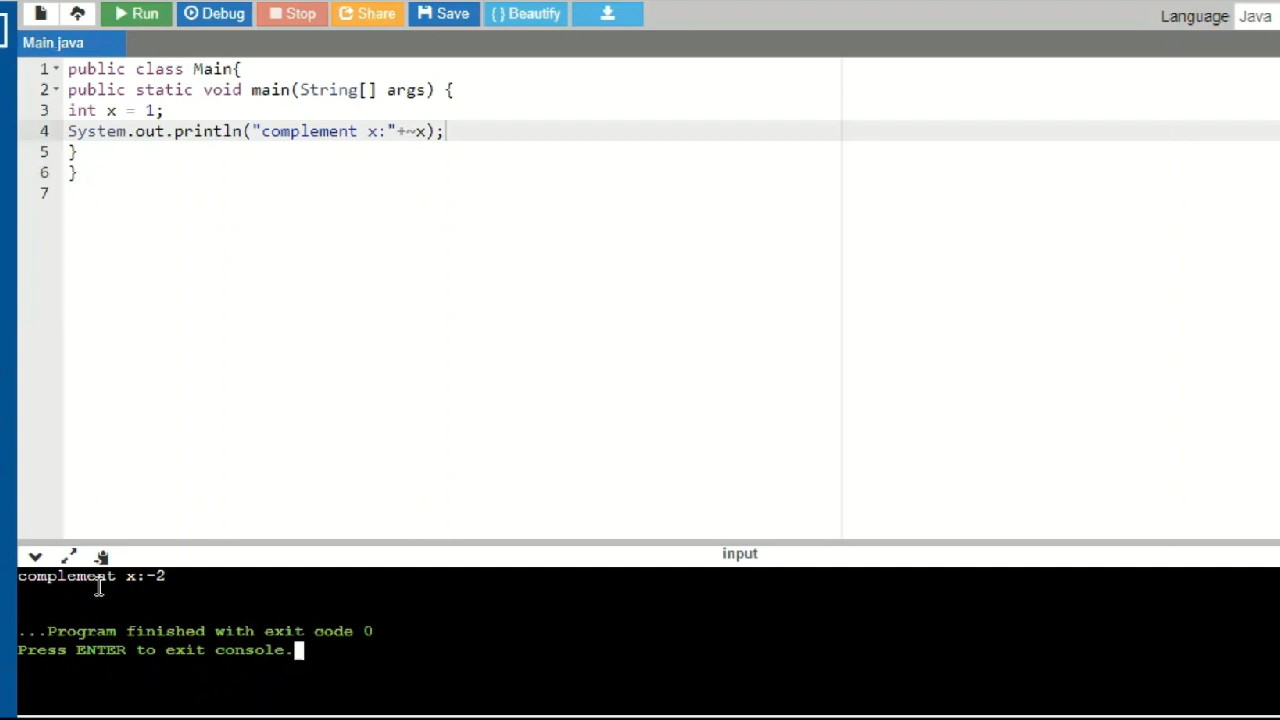 Run Debug Stop Share Save { } Beautify Language Java
Main.java
1 public class Main{
2 public static void main(String[] args) {
3 int x = 1;
4 System.out.println("complement x:"+~x);
5 }
6 }
7
input
complement x:-2
...Program finished with exit code 0
Press ENTER to exit console.